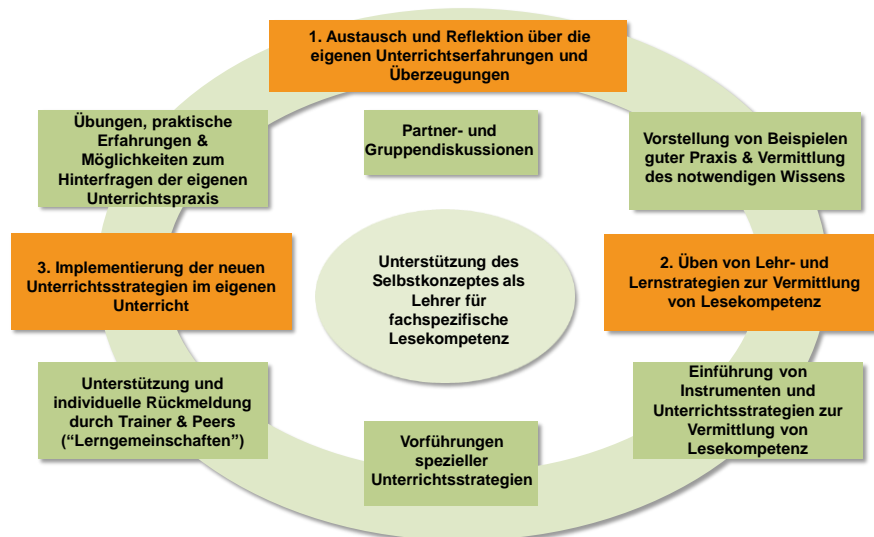 1. Austausch und Reflektion über die
eigenen Unterrichtserfahrungen und
Überzeugungen
Übungen, praktische
Erfahrungen &
Möglichkeiten zum
Hinterfragen der eigenen
Unterrichtspraxis
Partner- und
Gruppendiskussionen
Vorstellung von Beispielen
guter Praxis & Vermittlung
des notwendigen Wissens
3. Implementierung der neuen
Unterrichtsstrategien im eigenen
Unterricht
Unterstützung des
Selbstkonzeptes als
Lehrer für
fachspezifische
Lesekompetenz
2. Üben von Lehr- und
Lernstrategien zur Vermittlung
von Lesekompetenz
Unterstützung und
individuelle Rückmeldung
durch Trainer & Peers
(“Lerngemeinschaften”)
Vorführungen
spezieller
Unterrichtsstrategien
Einführung von
Instrumenten und
Unterrichtsstrategien zur
Vermittlung von
Lesekompetenz